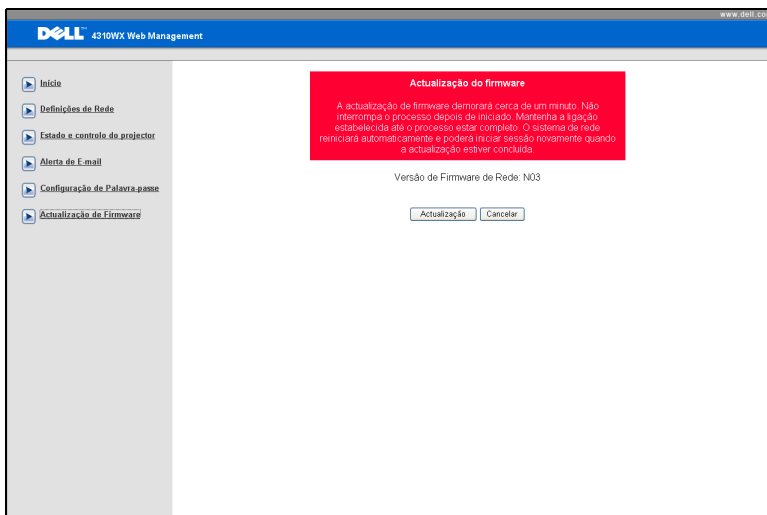 www.dell.co
DELL™ 4310WX Web Management
Início
Definições de Rede
Estado e controlo do projector
Alerta de E-mail
Configuração de Palavra-passe
Actualização de Firmware
Actualização do firmware
A actualização de firmware demorará cerca de um minuto. Não
interrompa o processo depois de iniciado. Mantenha a ligação
estabelecida até o processo estar completo. O sistema de rede
reiniciará automaticamente e poderá iniciar sessão novamente quando
a actualização estiver concluída.
Versão de Firmware de Rede: N03
Actualização Cancelar